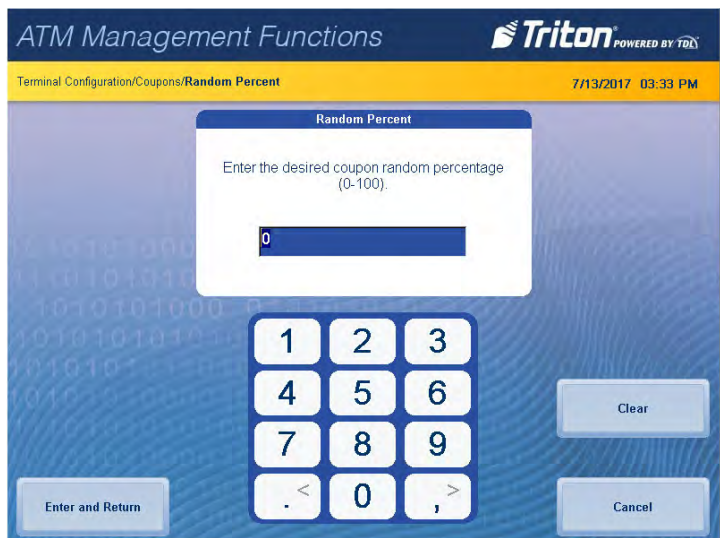 ATM Management Functions
Triton POWERED BY TDL
Terminal Configuration/Coupons/Random Percent
7/13/2017 03:33 PM
Random Percent
Enter the desired coupon random percentage
(0-100).
0
1 2 3
4 5 6
7 8 9
.< 0 ,>
Clear
Enter and Return
Cancel